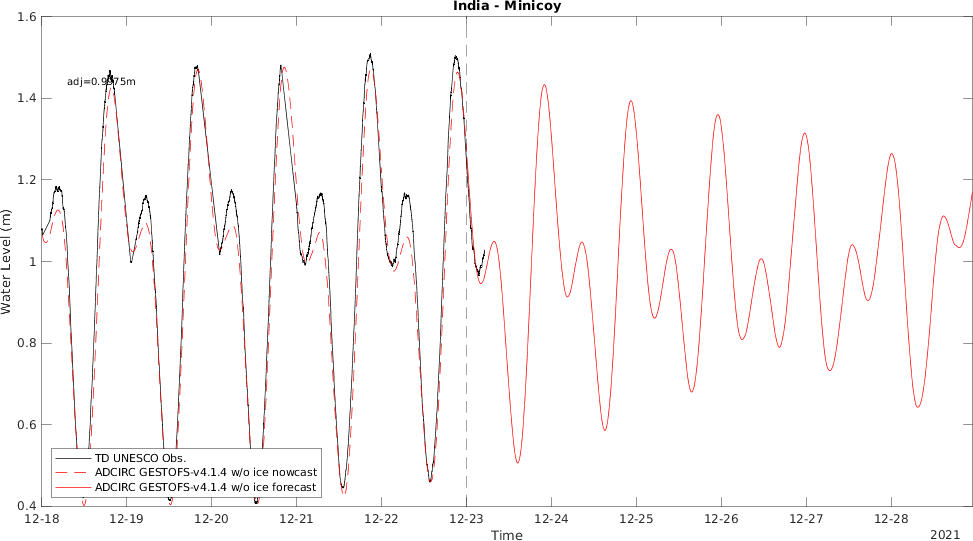 India - Minicoy
1.6
1.4
1.2
1
0.8
0.6
0.4
Water Level (m)
adj=0.9975m
TD UNESCO Obs.
ADCIRC GESTOFS-v4.1.4 w/o ice nowcast
ADCIRC GESTOFS-v4.1.4 w/o ice forecast
12-18 12-19 12-20 12-21 12-22 12-23 12-24 12-25 12-26 12-27 12-28
Time
2021